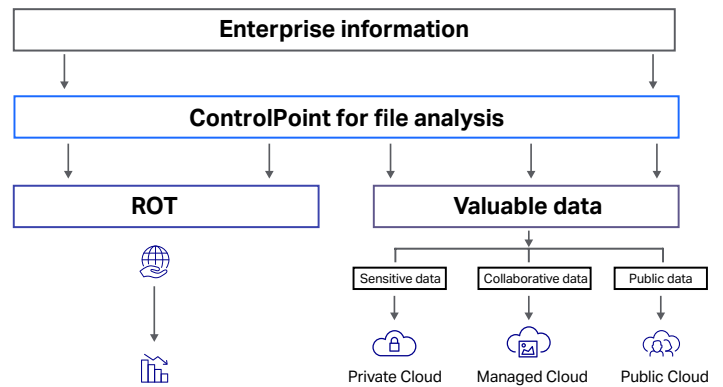 Enterprise information
ControlPoint for file analysis
ROT
Valuable data
Sensitive data
Collaborative data
Public data
Private Cloud
Managed Cloud
Public Cloud